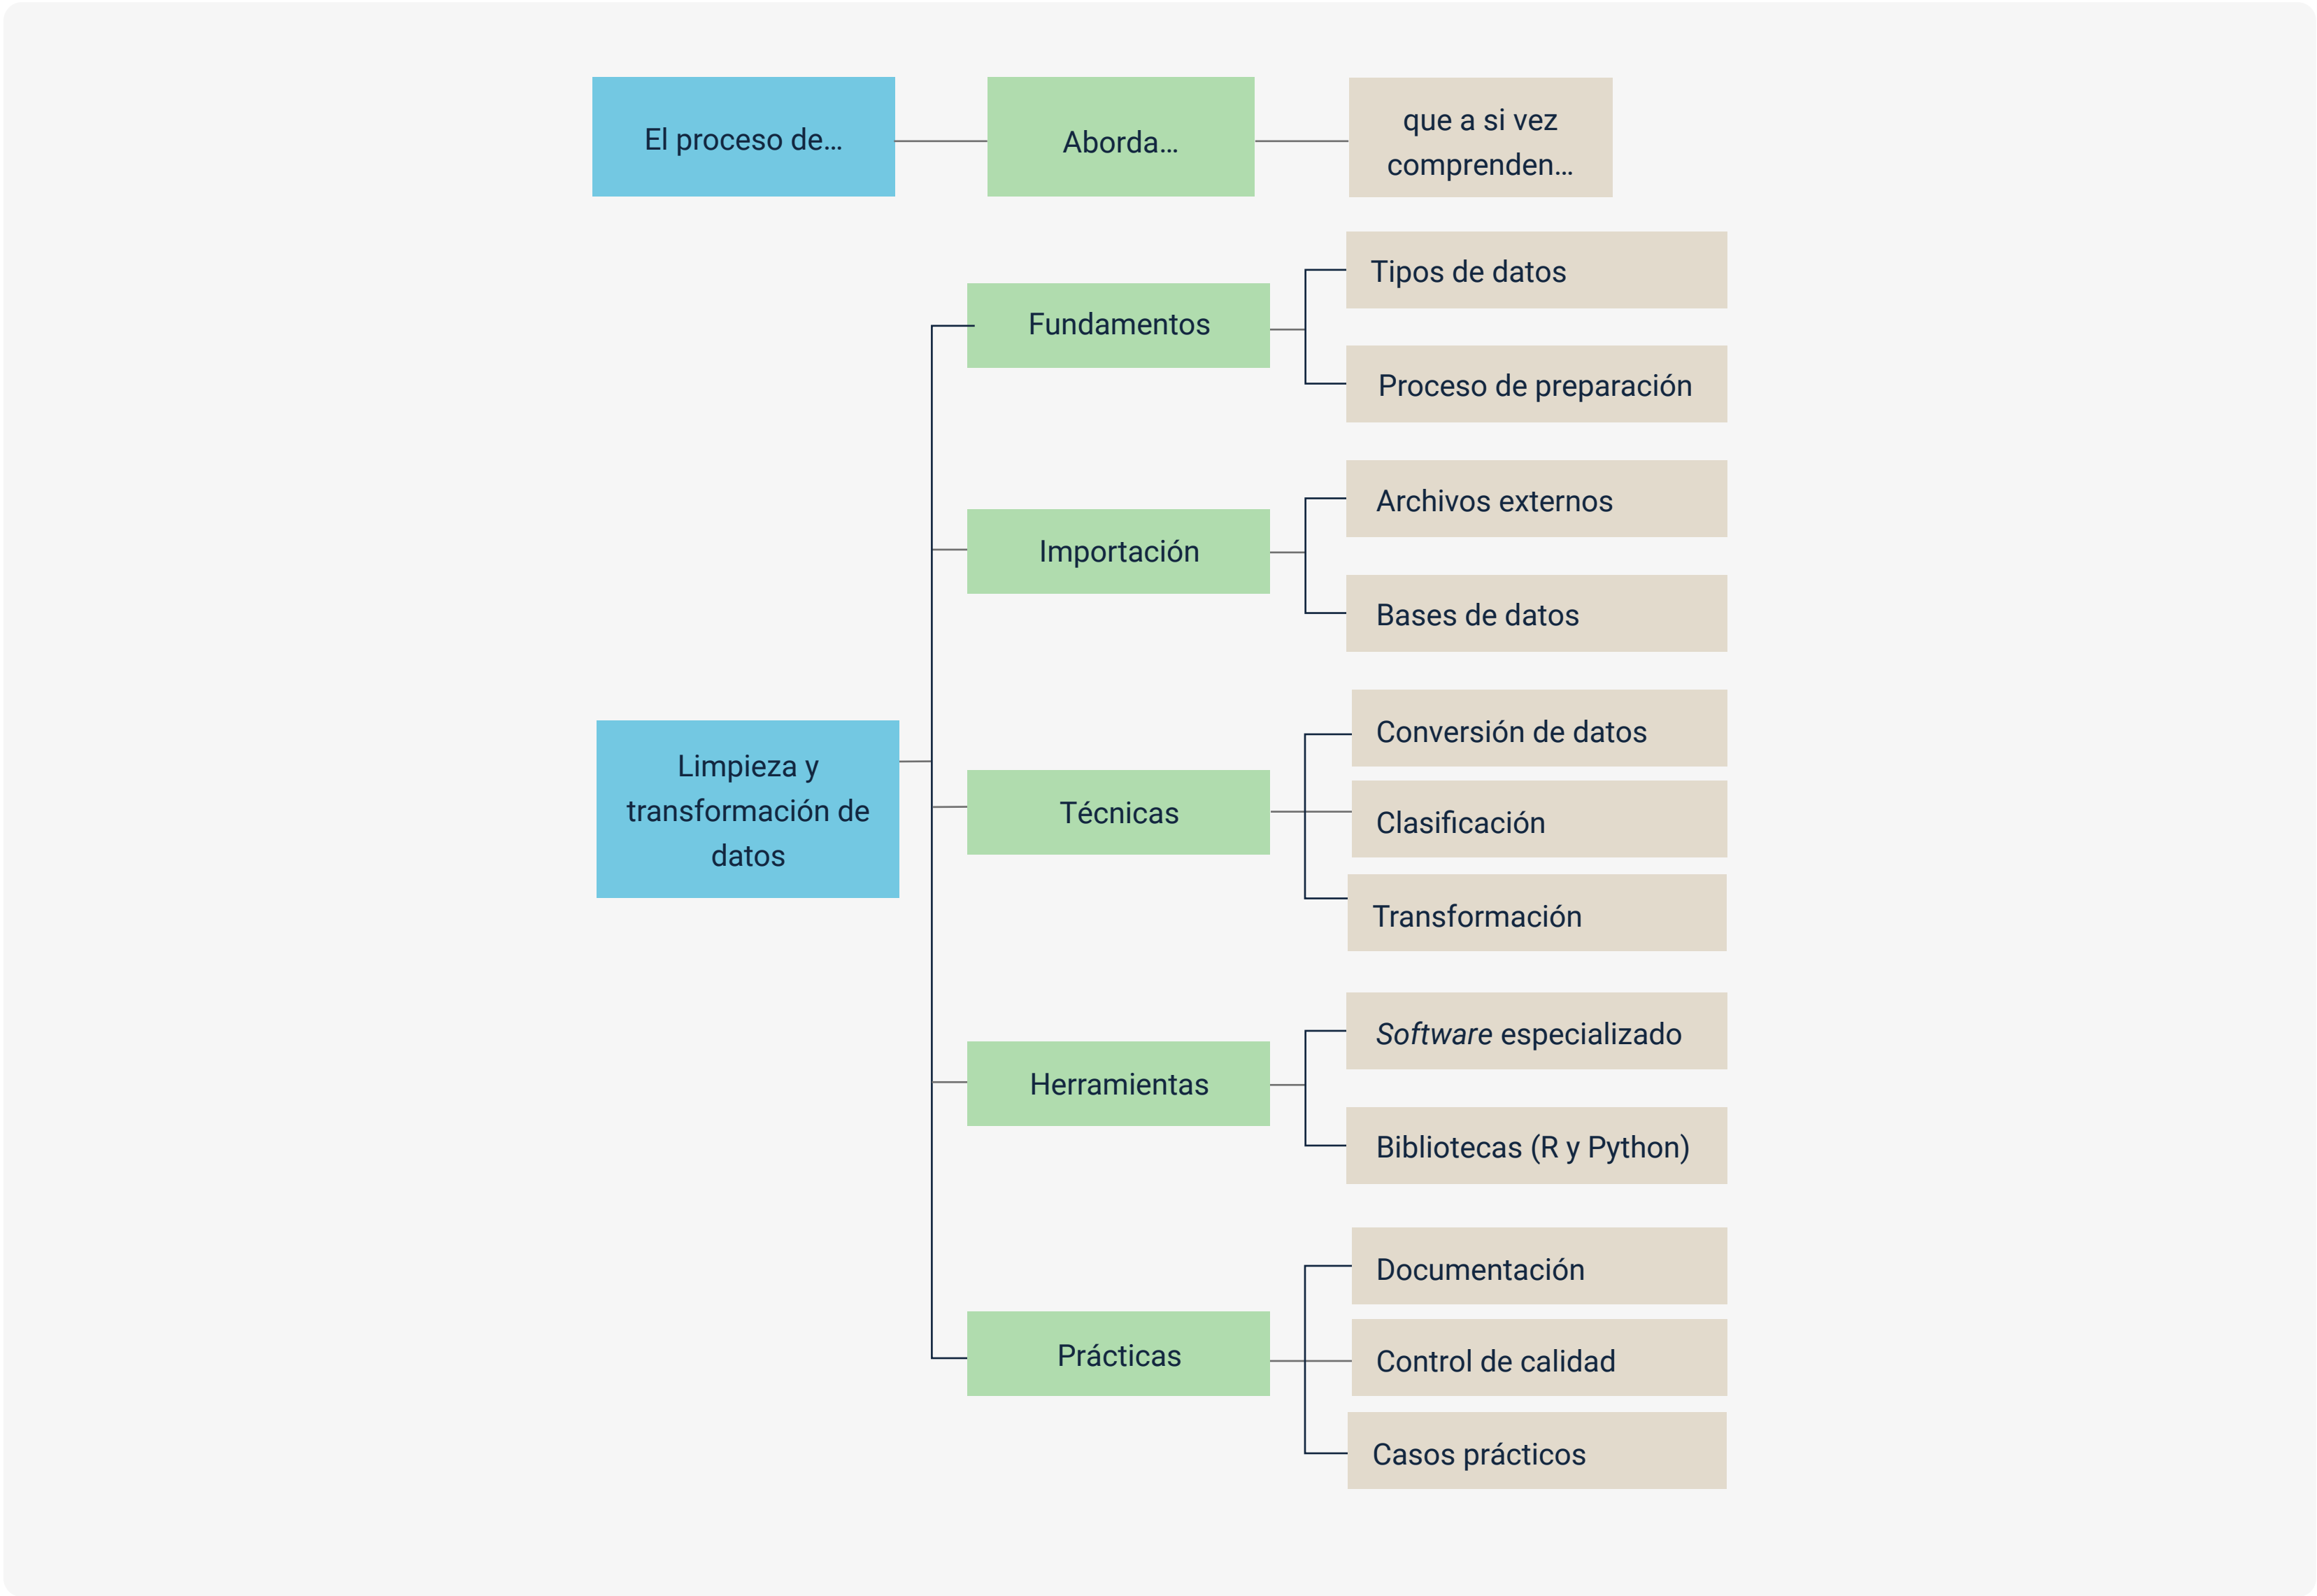 El proceso de...
Aborda...
que a si vez
comprenden...
Fundamentos
Tipos de datos
Proceso de preparación
Importación
Archivos externos
Bases de datos
Limpieza y
transformación de
datos
Técnicas
Conversión de datos
Clasificación
Transformación
Herramientas
Software especializado
Bibliotecas (R y Python)
Prácticas
Documentación
Control de calidad
Casos prácticos